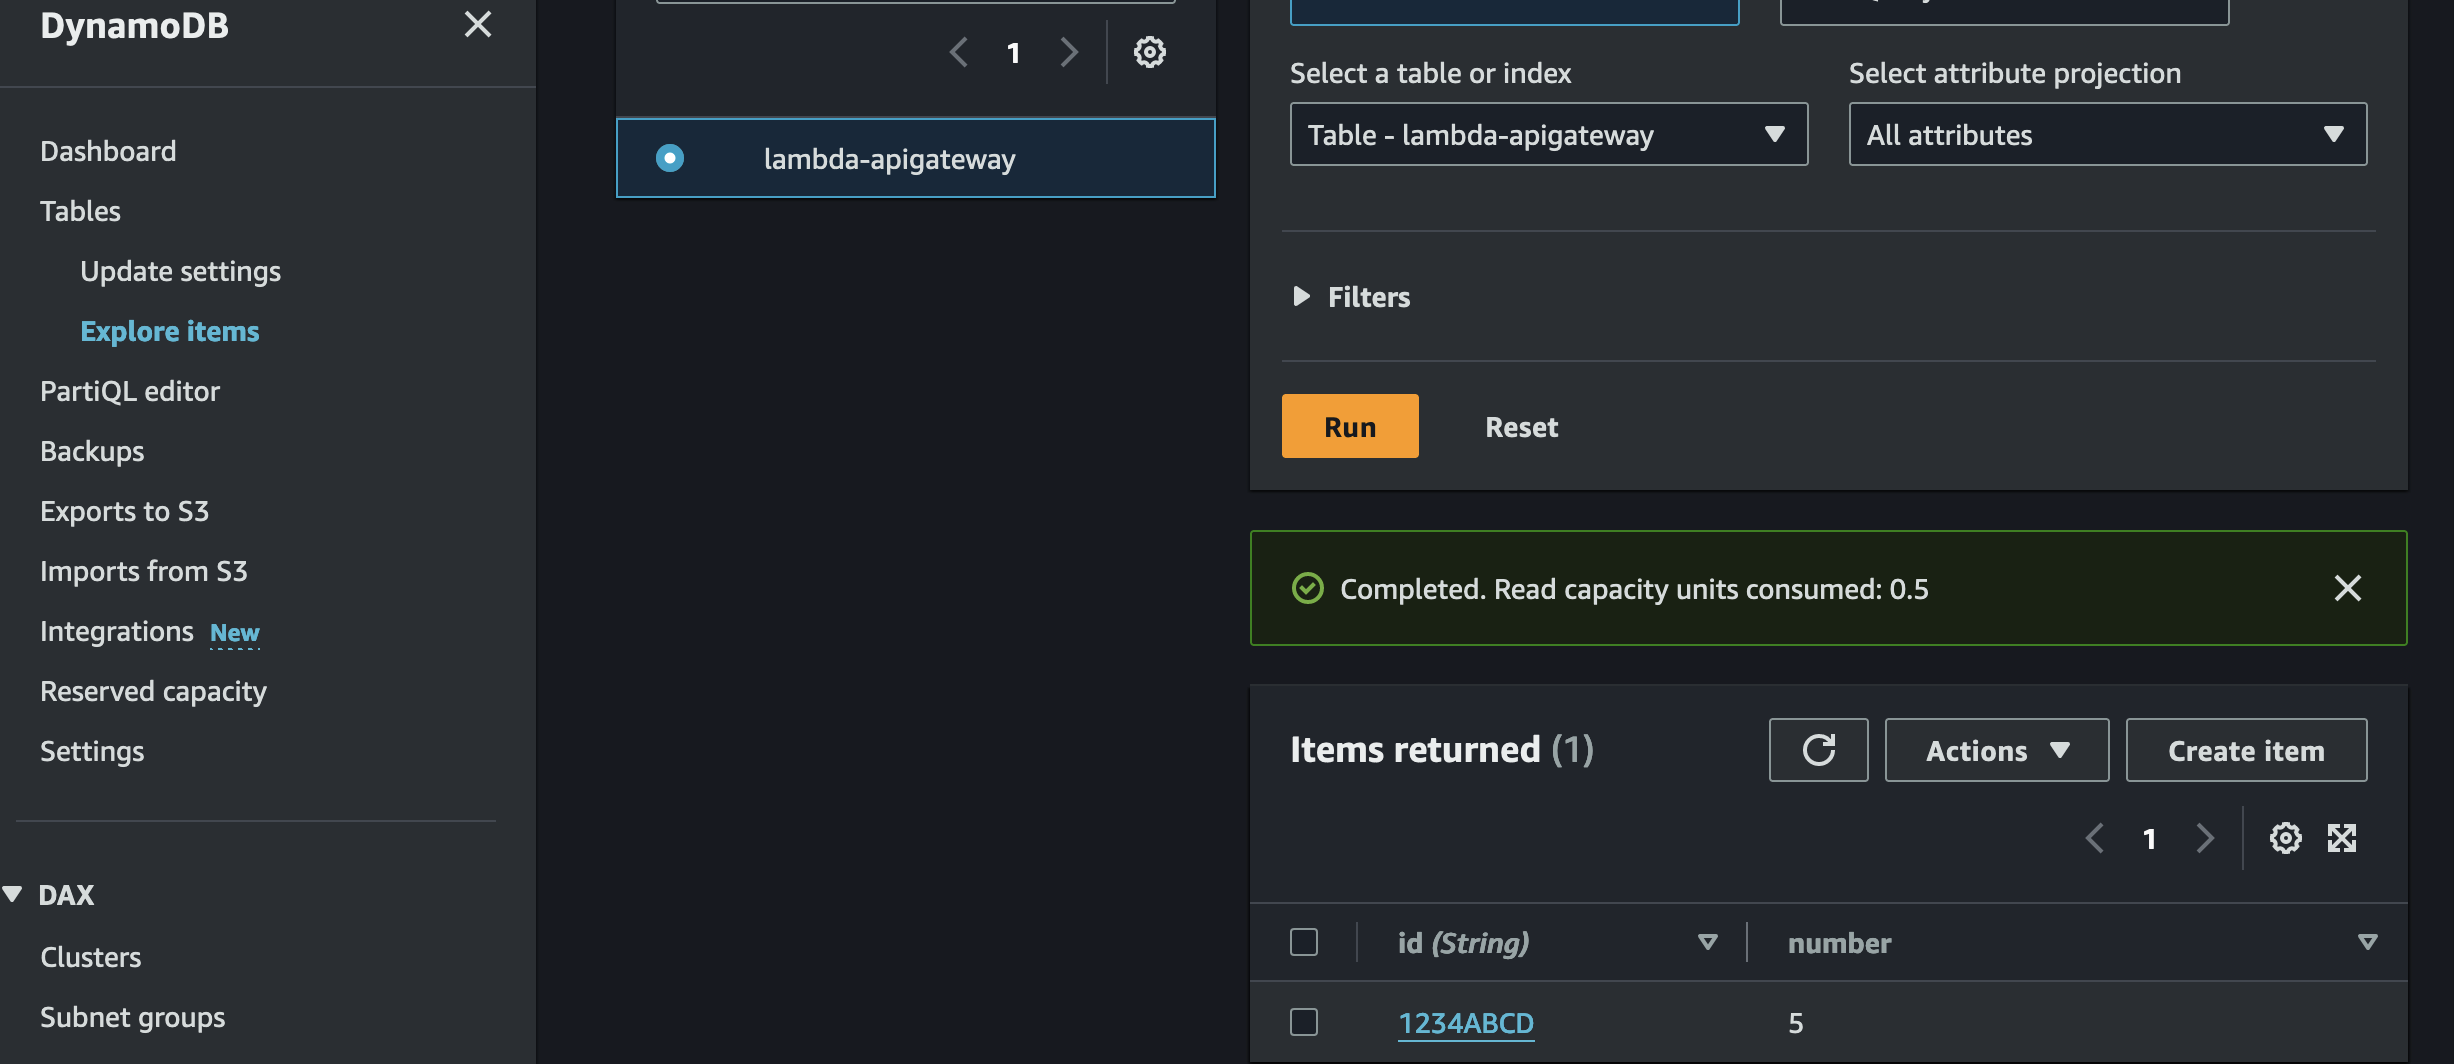 DynamoDB
Dashboard
Tables
Update settings
Explore items
PartiQL editor
Backups
Exports to S3
Imports from S3
Integrations New
Reserved capacity
Settings
DAX
Clusters
Subnet groups
1
lambda-apigateway
Select a table or index
Table - lambda-apigateway
Select attribute projection
All attributes
Filters
Run
Reset
Completed. Read capacity units consumed: 0.5
Items returned (1)
Actions
Create item
1
id (String)
number
1234ABCD
5